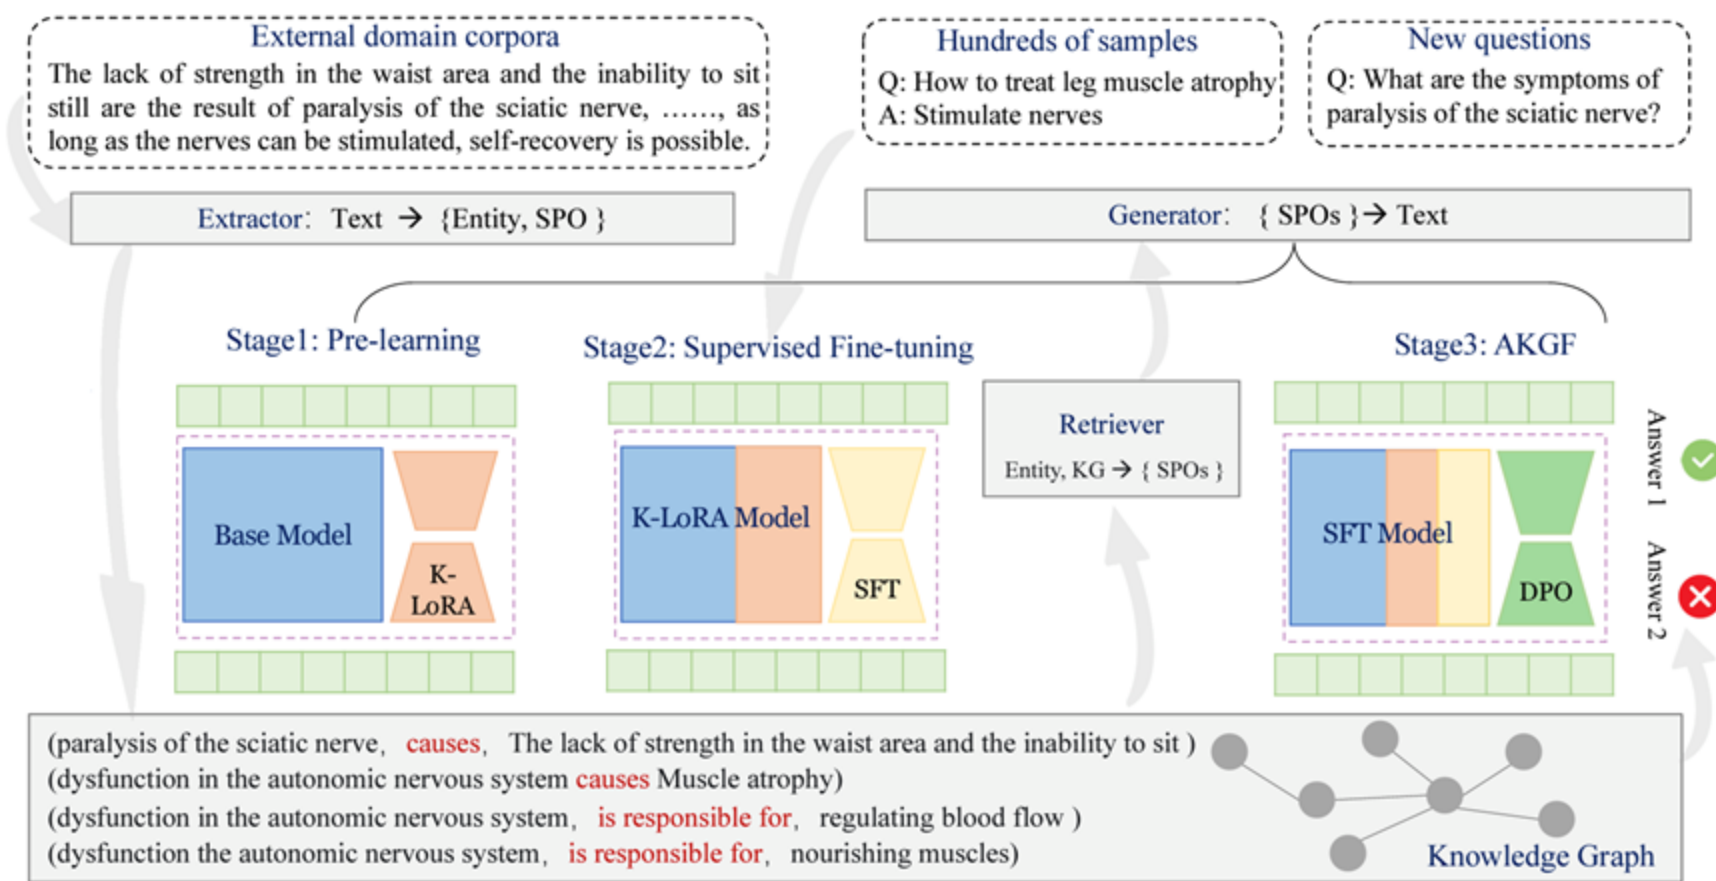 External domain corpora
The lack of strength in the waist area and the inability to sit
still are the result of paralysis of the sciatic nerve, ……, as
long as the nerves can be stimulated, self-recovery is possible.
Hundreds of samples
Q: How to treat leg muscle atrophy
A: Stimulate nerves
New questions
Q: What are the symptoms of
paralysis of the sciatic nerve?
Extractor: Text → {Entity, SPO }
Generator: { SPOs }→ Text
Stage1: Pre-learning
Stage2: Supervised Fine-tuning
Stage3: AKGF
Base Model
K-
LoRA
K-LoRA Model
SFT
Retriever
Entity, KG → { SPOs }
SFT Model
DPO
Answer 1
Answer 2
(paralysis of the sciatic nerve, causes, The lack of strength in the waist area and the inability to sit )
(dysfunction in the autonomic nervous system causes Muscle atrophy)
(dysfunction in the autonomic nervous system, is responsible for, regulating blood flow )
(dysfunction the autonomic nervous system, is responsible for, nourishing muscles)
Knowledge Graph